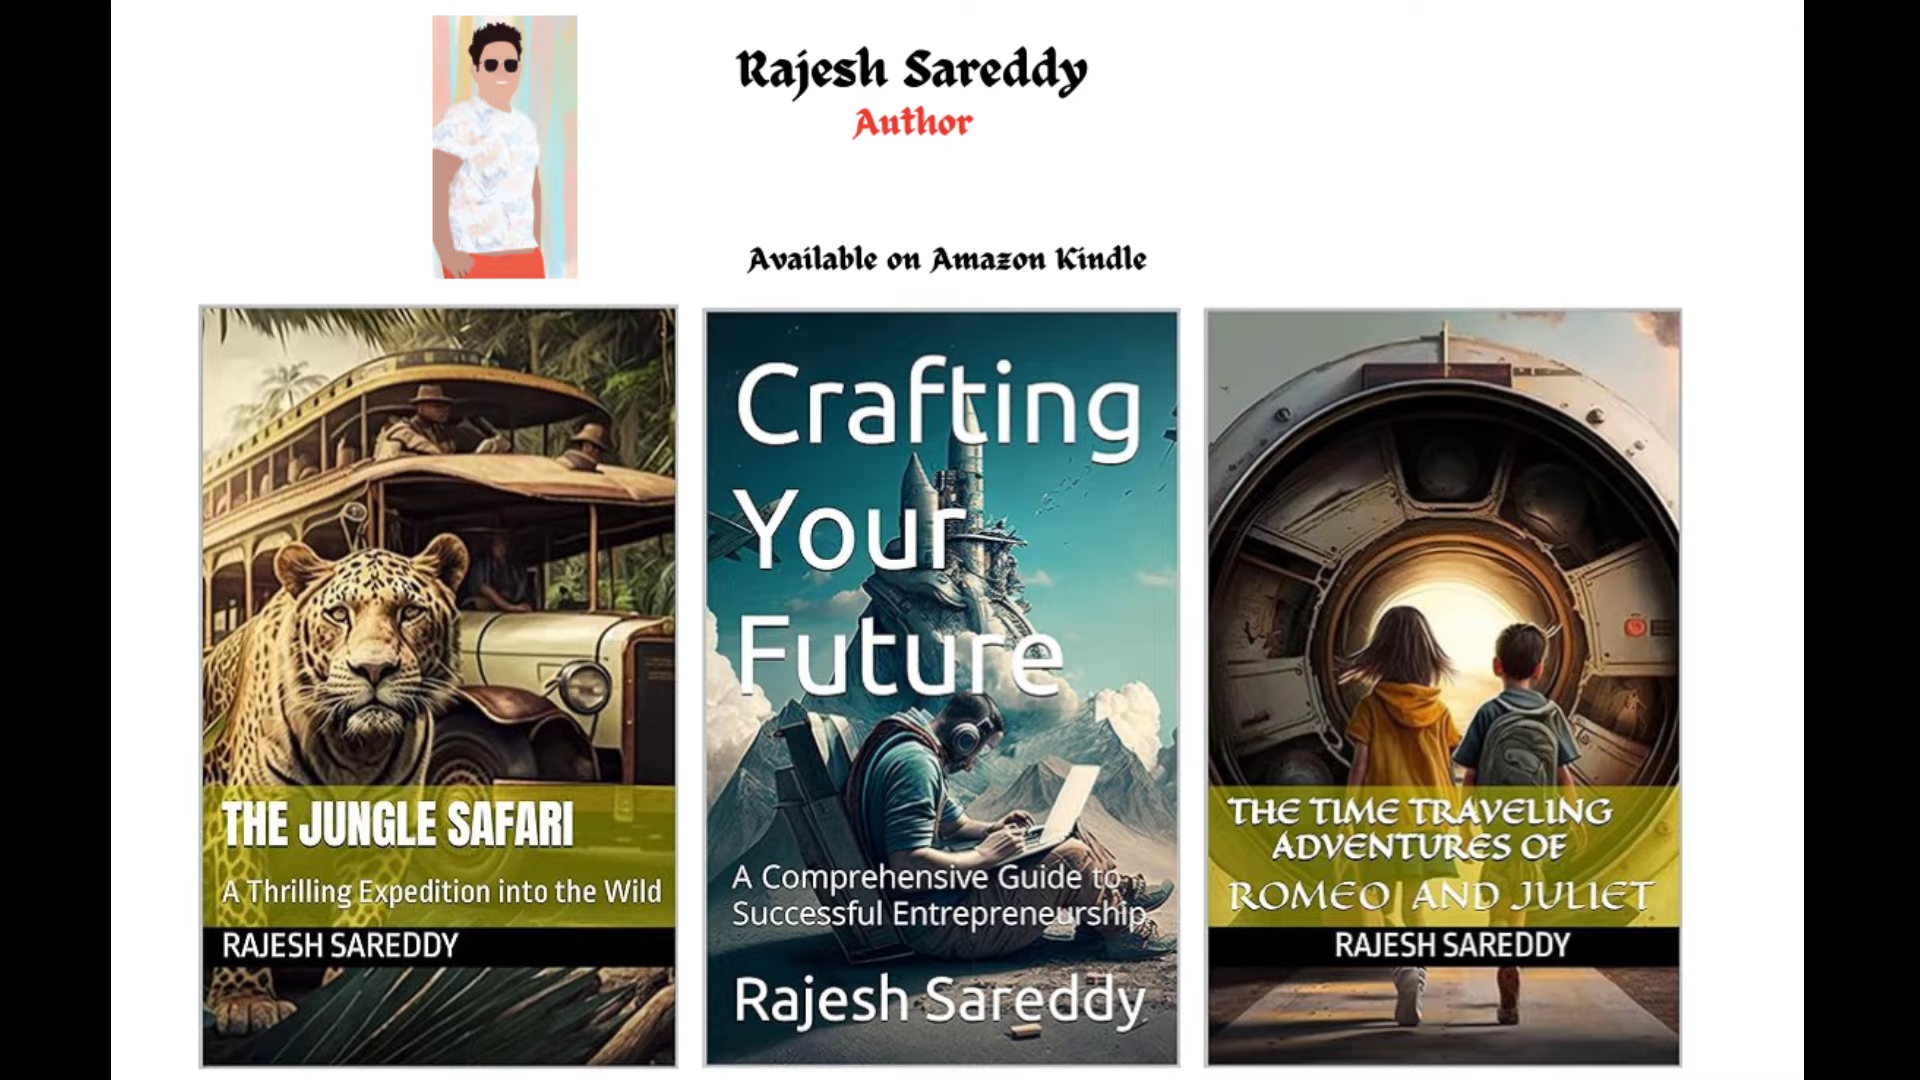 Rajesh Sareddy
Author
Available on Amazon Kindle
THE JUNGLE SAFARI
A Thrilling Expedition into the Wild
RAJESH SAREDDY
Crafting
Your
Future
A Comprehensive Guide to
Successful Entrepreneurship
Rajesh Sareddy
THE TIME TRAVELING
ADVENTURES OF
ROMEO AND JULIET
RAJESH SAREDDY